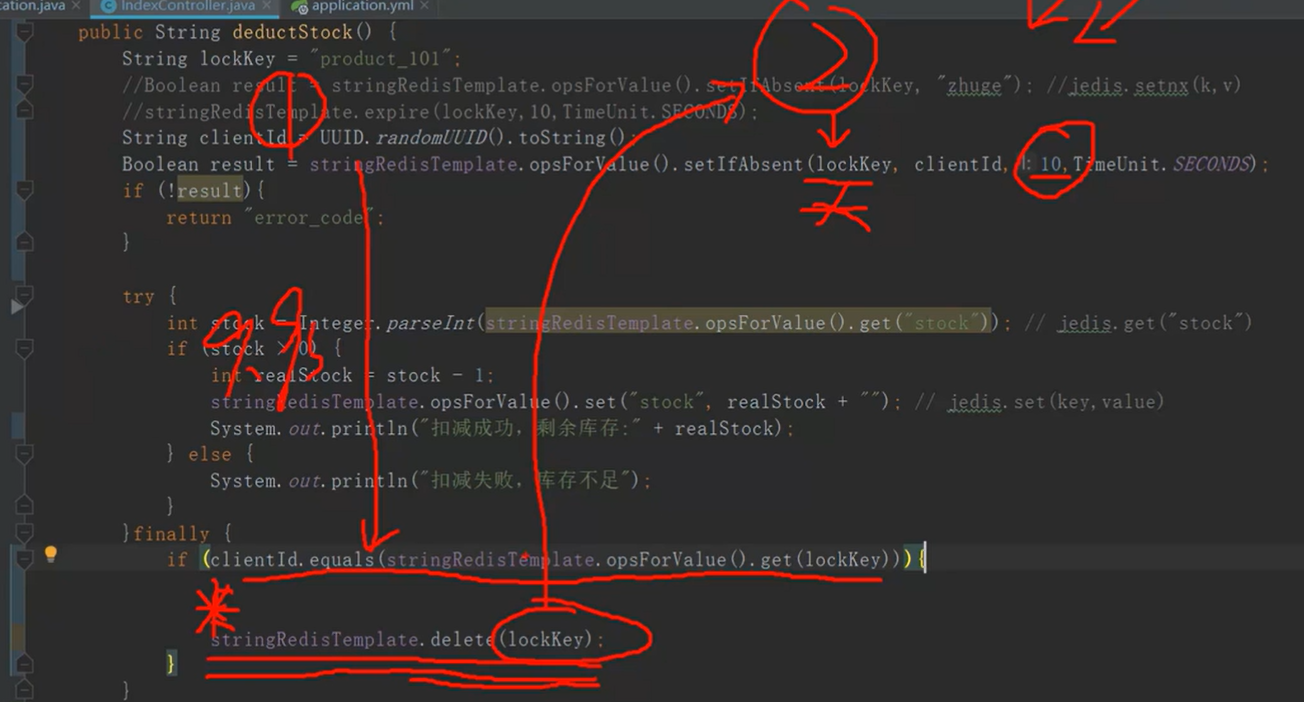 cation.java × IndexController.java × application.yml ×
public String deductStock() {
String lockKey = "product_101";
//Boolean result = stringRedisTemplate.opsForValue().setIfAbsent(lockKey, "zhuge"); //jedis.setnx(k,v)
//stringRedisTemplate.expire(lockKey,10,TimeUnit.SECONDS);
String clientId = UUID.randomUUID().toString();
Boolean result = stringRedisTemplate.opsForValue().setIfAbsent(lockKey, clientId, 10,TimeUnit.SECONDS);
if (!result){
return "error_code";
}
try {
int stock = Integer.parseInt(stringRedisTemplate.opsForValue().get("stock")); // jedis.get("stock")
if (stock > 0) {
int realStock = stock - 1;
stringRedisTemplate.opsForValue().set("stock", realStock + ""); // jedis.set(key,value)
System.out.println("扣减成功，剩余库存:" + realStock);
} else {
System.out.println("扣减失败，库存不足");
}
}finally {
if (clientId.equals(stringRedisTemplate.opsForValue().get(lockKey))){
stringRedisTemplate.delete(lockKey);
}
}
1
2